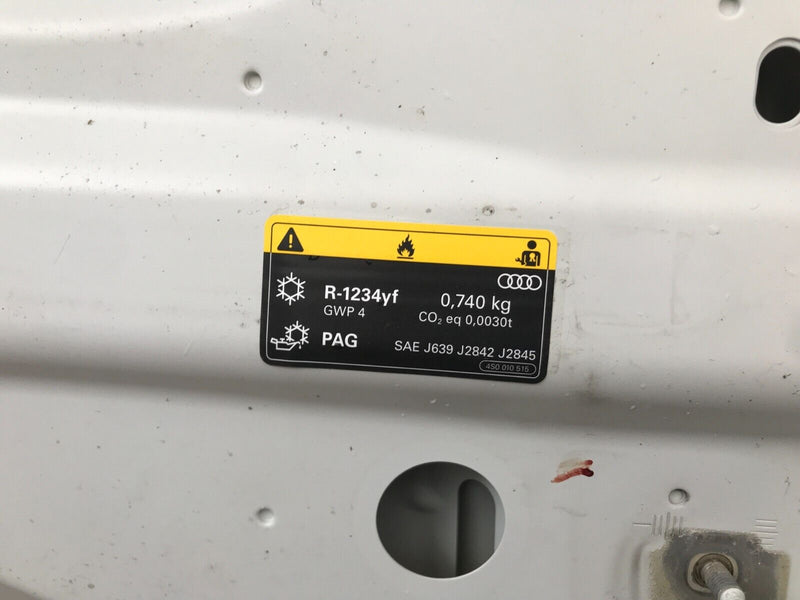 R-1234yf 0,740 kg
GWP 4 CO₂ eq 0,0030t
PAG SAE J639 J2842 J2845
4S0 010 515